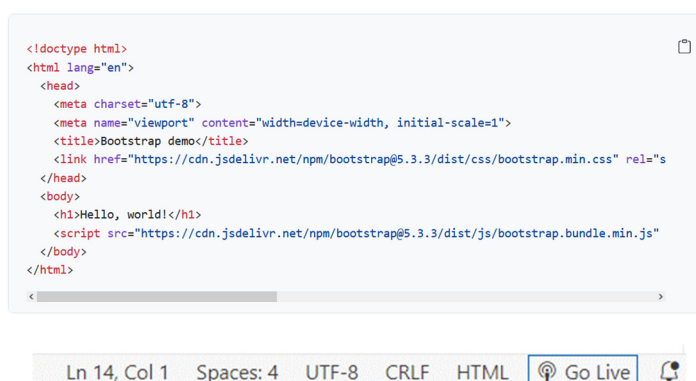 <!doctype html>
<html lang="en">
<head>
<meta charset="utf-8">
<meta name="viewport" content="width=device-width, initial-scale=1">
<title>Bootstrap demo</title>
<link href="https://cdn.jsdelivr.net/npm/bootstrap@5.3.3/dist/css/bootstrap.min.css" rel="s
</head>
<body>
<h1>Hello, world!</h1>
<script src="https://cdn.jsdelivr.net/npm/bootstrap@5.3.3/dist/js/bootstrap.bundle.min.js"
</body>
</html>
Ln 14, Col 1 Spaces: 4 UTF-8 CRLF HTML Go Live